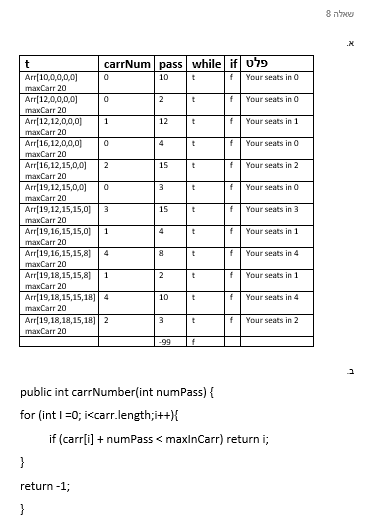 שאלה 8
א.
t carrNum pass while if פלט
Arr[10,0,0,0,0] 0 10 t f Your seats in 0
maxCarr 20
Arr[12,0,0,0,0] 0 2 t f Your seats in 0
maxCarr 20
Arr[12,12,0,0,0] 1 12 t f Your seats in 1
maxCarr 20
Arr[16,12,0,0,0] 0 4 t f Your seats in 0
maxCarr 20
Arr[16,12,15,0,0] 2 15 t f Your seats in 2
maxCarr 20
Arr[19,12,15,0,0] 0 3 t f Your seats in 0
maxCarr 20
Arr[19,12,15,15,0] 3 15 t f Your seats in 3
maxCarr 20
Arr[19,16,15,15,0] 1 4 t f Your seats in 1
maxCarr 20
Arr[19,16,15,15,8] 4 8 t f Your seats in 4
maxCarr 20
Arr[19,18,15,15,8] 1 2 t f Your seats in 1
maxCarr 20
Arr[19,18,15,15,18] 4 10 t f Your seats in 4
maxCarr 20
Arr[19,18,18,15,18] 2 3 t f Your seats in 2
maxCarr 20
-99 f
ב.
public int carrNumber(int numPass) {
for (int I =0; i<carr.length;i++){
if (carr[i] + numPass < maxInCarr) return i;
}
return -1;
}